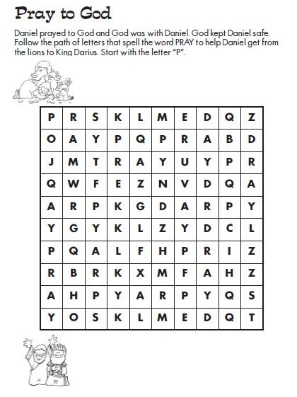 Pray to God
Daniel prayed to God and God was with Daniel. God kept Daniel safe.
Follow the path of letters that spell the word PRAY to help Daniel get from
the lions to King Darius. Start with the letter "P".
P R S K L M E D Q Z
O A Y P Q P R A B D
J M T R A Y U Y P R
Q W F E Z N V D Q A
A R P K G D A R P Y
Y G Y K L Z Y D C L
P Q A L F H P R I Z
R B R K X M F A H Z
A H P Y A R P Y Q S
Y O S K L M E D Q T